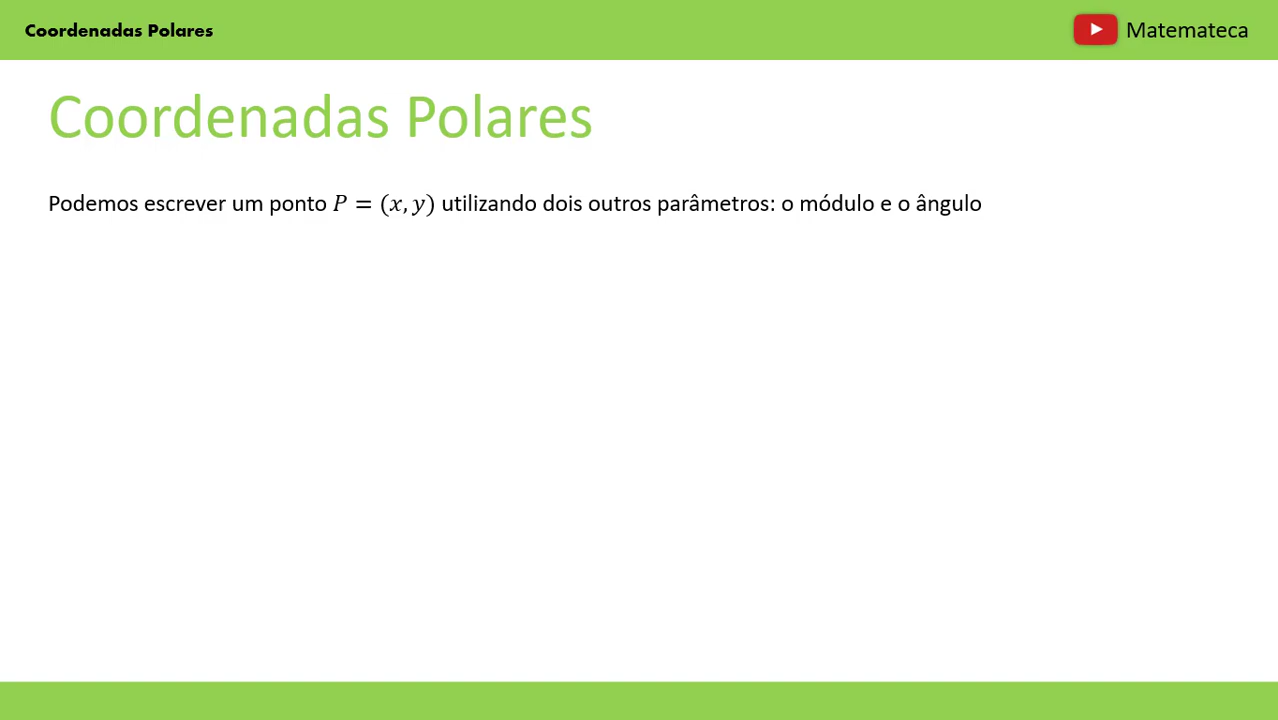 Coordenadas Polares
Matemateca
Coordenadas Polares
Podemos escrever um ponto P = (x, y) utilizando dois outros parâmetros: o módulo e o ângulo